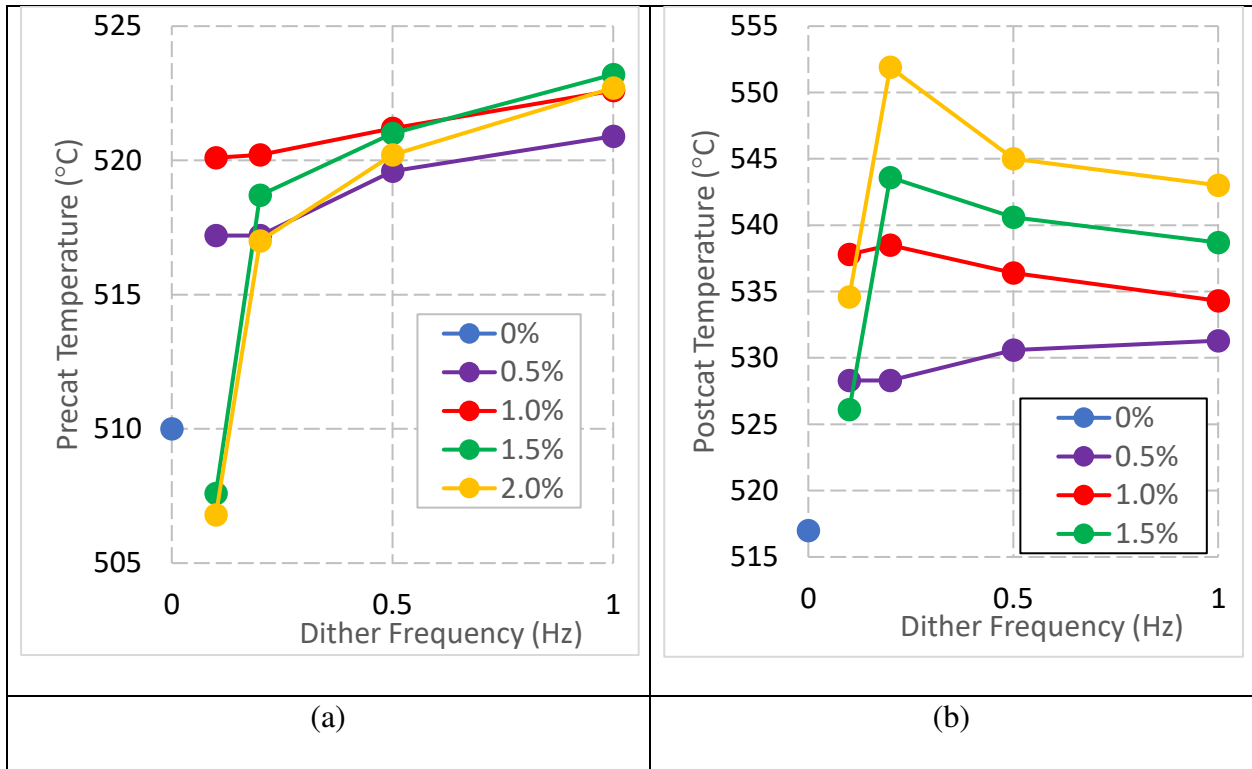 Precat Temperature (°C)
525
520
515
510
505
0%
0.5%
1.0%
1.5%
2.0%
0 0.5 1
Dither Frequency (Hz)
(a)
Postcat Temperature (°C)
555
550
545
540
535
530
525
520
515
0%
0.5%
1.0%
1.5%
0 0.5 1
Dither Frequency (Hz)
(b)